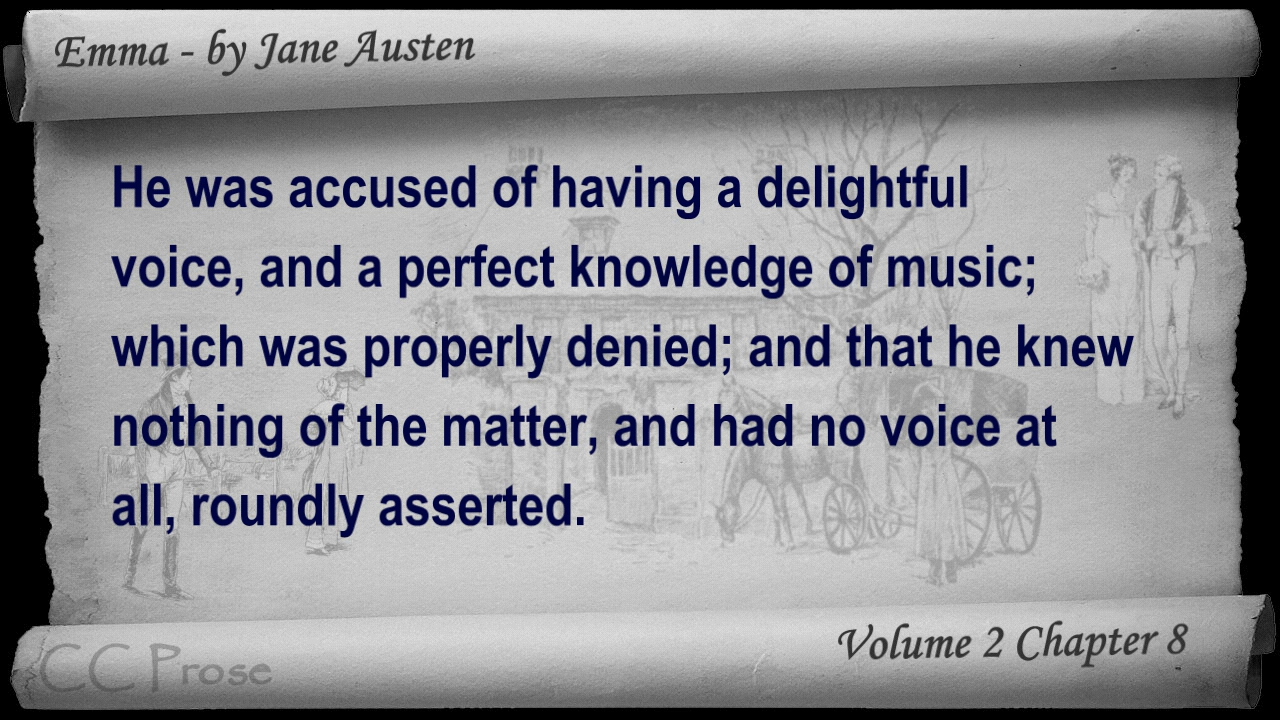 Emma - by Jane Austen
He was accused of having a delightful
voice, and a perfect knowledge of music;
which was properly denied; and that he knew
nothing of the matter, and had no voice at
all, roundly asserted.
Volume 2 Chapter 8
CC Prose